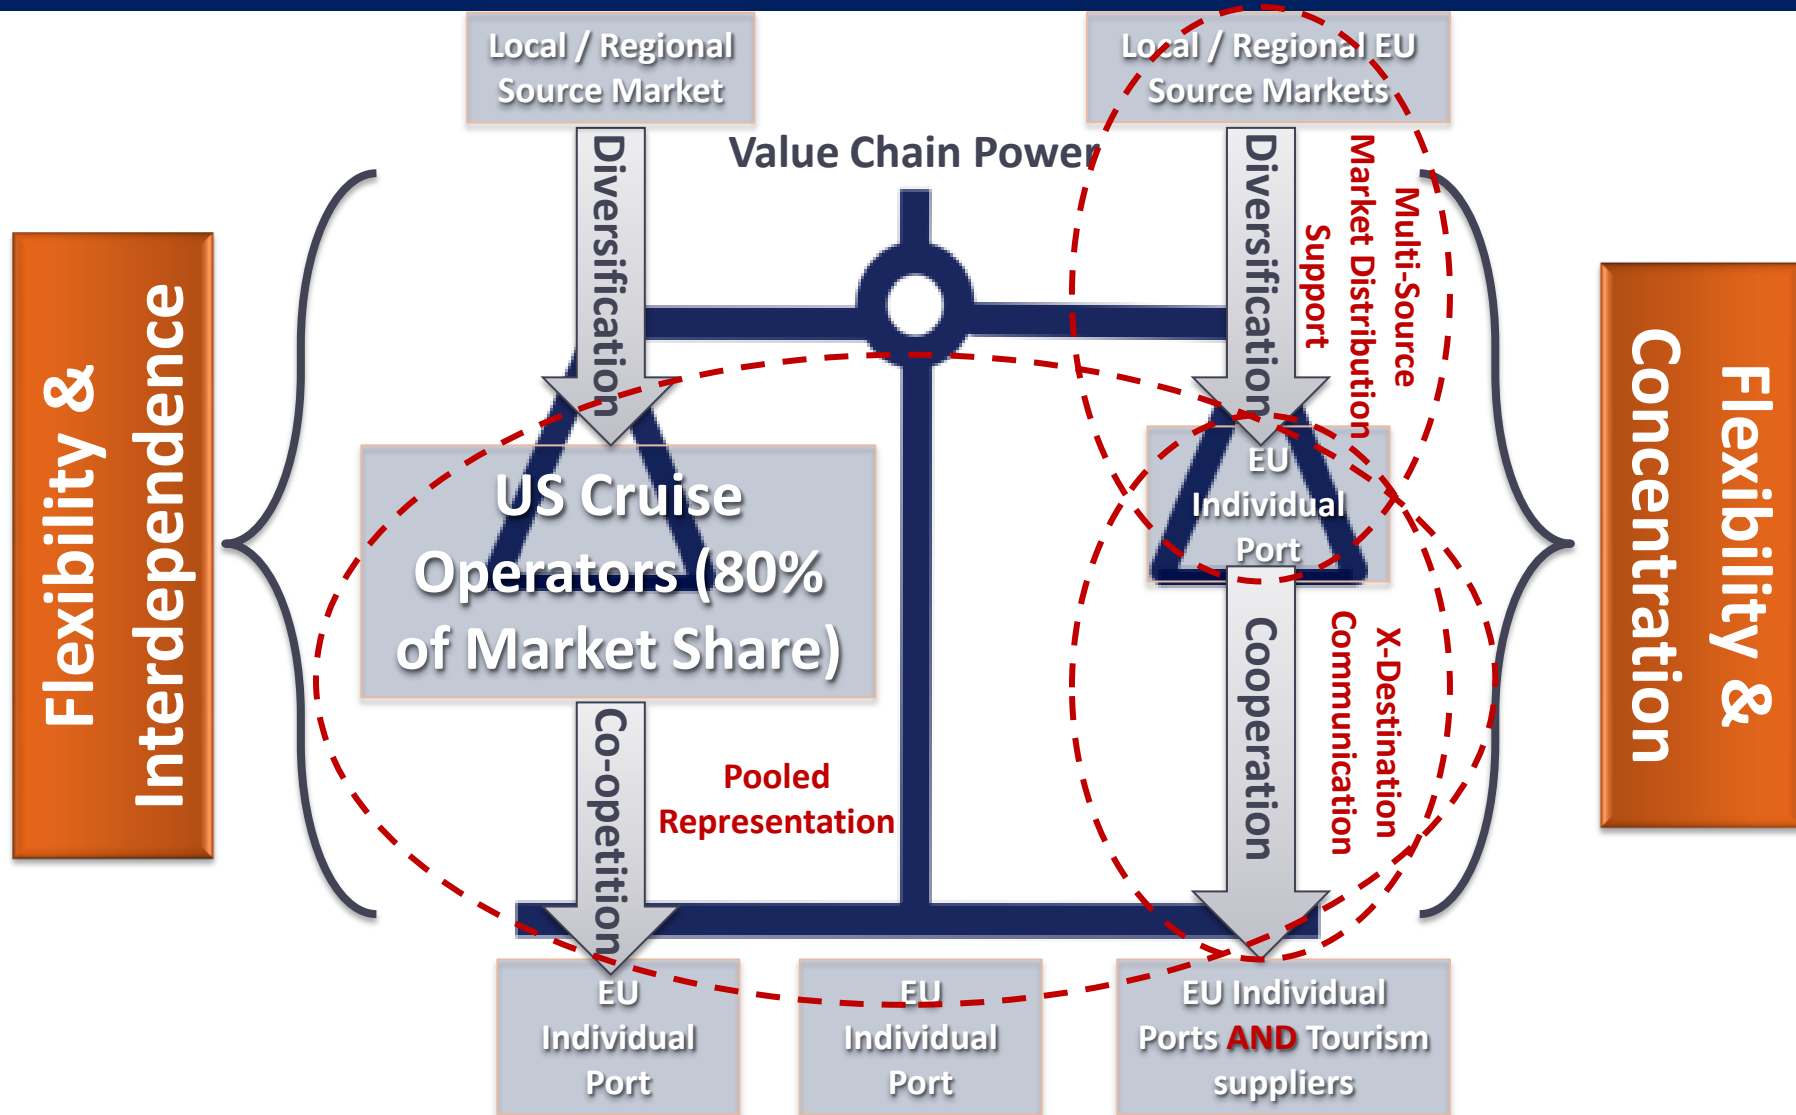 Local / Regional
Source Market
Local / Regional EU
Source Markets
Value Chain Power
Diversification
Diversification
Multi-Source
Market Distribution
Support
Flexibility &
Interdependence
Flexibility &
Concentration
US Cruise
Operators (80%
of Market Share)
EU
Individual
Port
Co-opetition
Pooled
Representation
Cooperation
X-Destination
Communication
EU
Individual
Port
EU
Individual
Port
EU Individual
Ports AND Tourism
suppliers